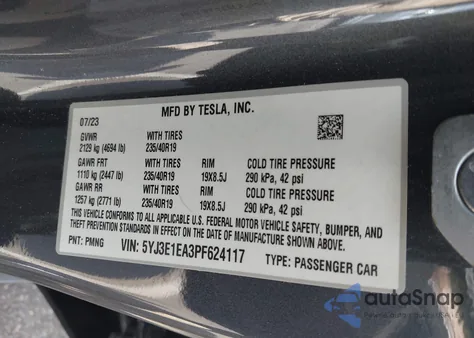 MFD BY TESLA, INC.
07/23
GVWR WITH TIRES
2129 kg (4694 lb) 235/40R19
GAWR FRT WITH TIRES RIM COLD TIRE PRESSURE
1110 kg (2447 lb) 235/40R19 19X8.5J 290 kPa, 42 psi
GAWR RR WITH TIRES RIM COLD TIRE PRESSURE
1257 kg (2771 lb) 235/40R19 19X8.5J 290 kPa, 42 psi
THIS VEHICLE CONFORMS TO ALL APPLICABLE U.S. FEDERAL MOTOR VEHICLE SAFETY, BUMPER, AND
THEFT PREVENTION STANDARDS IN EFFECT ON THE DATE OF MANUFACTURE SHOWN ABOVE.
PNT: PMNG VIN: 5YJ3E1EA3PF624117 TYPE: PASSENGER CAR
autoSnap